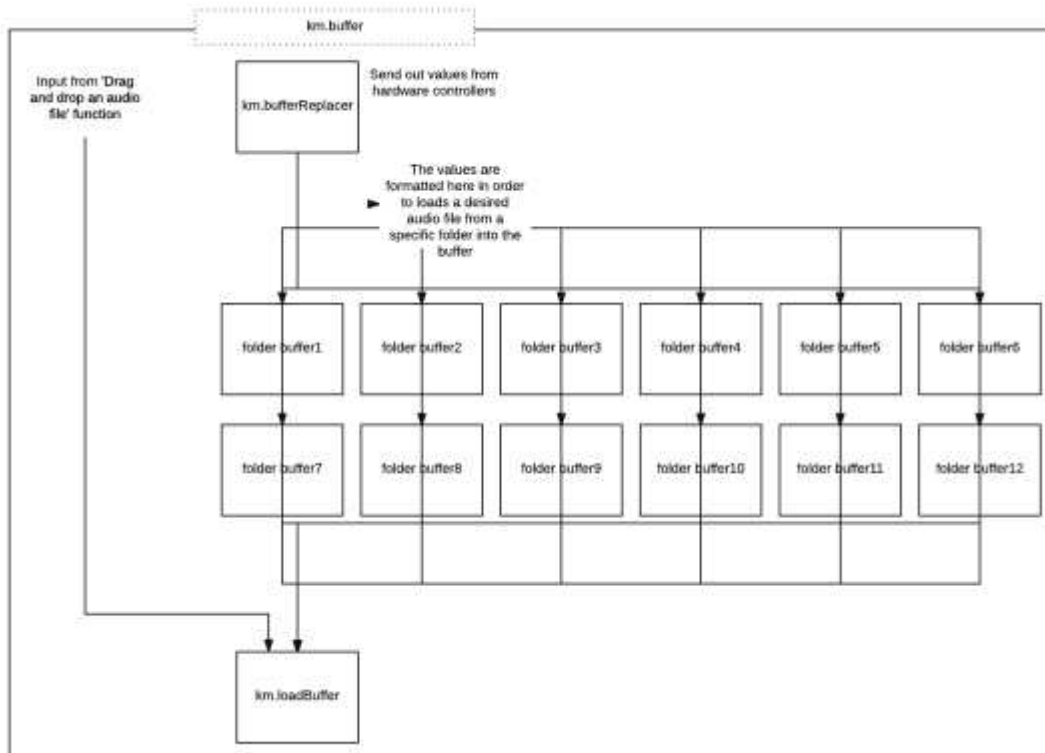 km.buffer
Input from 'Drag
and drop an audio
file' function
km.bufferReplacer
Send out values from
hardware controllers
The values are
formatted here in order
to loads a desired
audio file from a
specific folder into the
buffer
folder buffer1
folder buffer2
folder buffer3
folder buffer4
folder buffer5
folder buffer6
folder buffer7
folder buffer8
folder buffer9
folder buffer10
folder buffer11
folder buffer12
km.loadBuffer